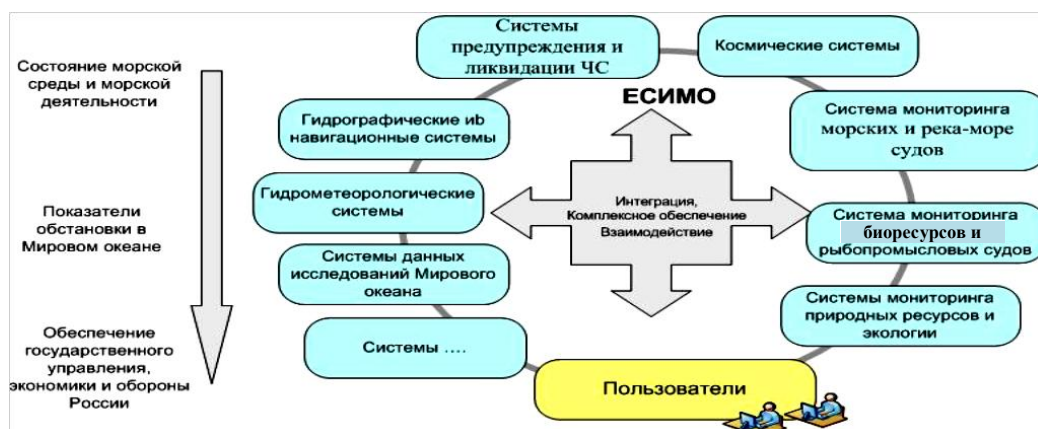 Состояние морской
среды и морской
деятельности
Показатели
обстановки в
Мировом океане
Обеспечение
государственного
управления,
экономики и обороны
России
Системы
предупреждения и
ликвидации ЧС
Космические системы
Гидрографические иb
навигационные системы
ЕСИМО
Система мониторинга
морских и река-море
судов
Гидрометеорологические
системы
Интеграция,
Комплексное обеспечение
Взаимодействие
Система мониторинга
биоресурсов и
рыбопромысловых судов
Системы данных
исследований Мирового
океана
Системы мониторинга
природных ресурсов и
экологии
Системы ....
Пользователи